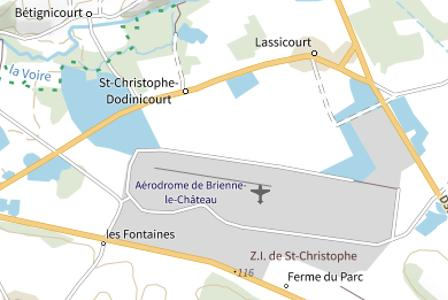 Bétignicourt
Lassicourt
la Voire
St-Christophe-
Dodinicourt
Aérodrome de Brienne-
le-Château
les Fontaines
Z.I. de St-Christophe
116
Ferme du Parc